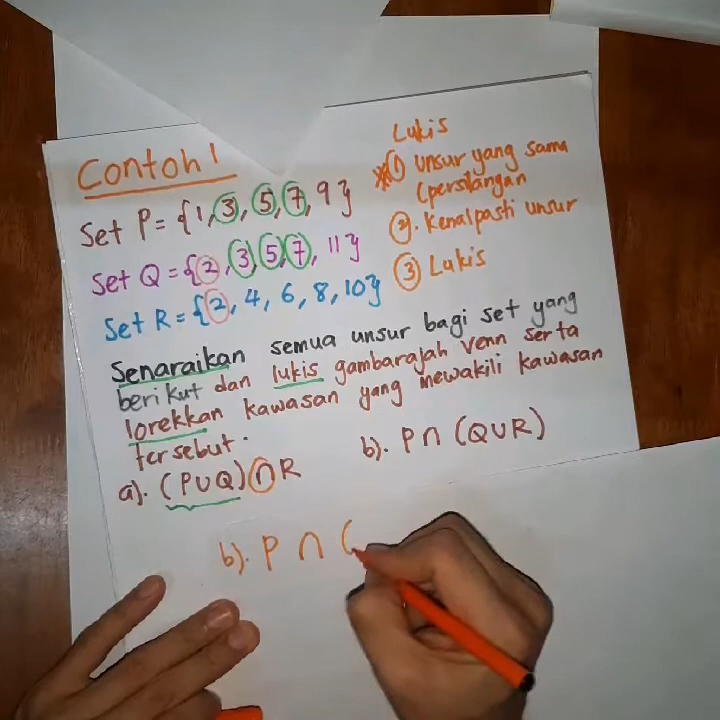 Contoh 1
Set P = {1, 3, 5, 7, 9}
Set Q = {2, 3, 5, 7, 11}
Set R = {2, 4, 6, 8, 10}
Lukis
* 1 unsur yang sama
(persilangan
2. Kenalpasti unsur
3 Lukis
Senaraikan semua unsur bagi set yang
berikut dan lukis gambarajah Venn serta
lorekkan kawasan yang mewakili kawasan
tersebut.
a). (P∪Q)∩R
b). P∩(Q∪R)
b). P ∩ (